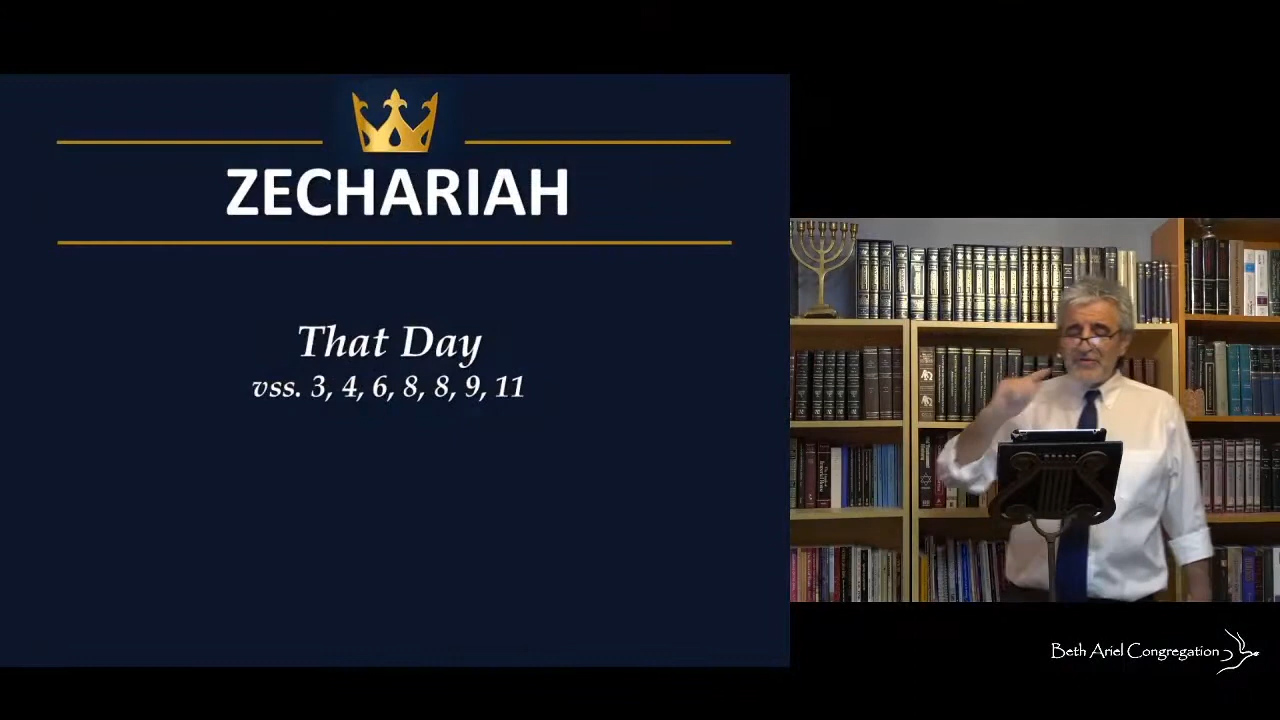 ZECHARIAH
That Day
vss. 3, 4, 6, 8, 8, 9, 11
Beth Ariel Congregation